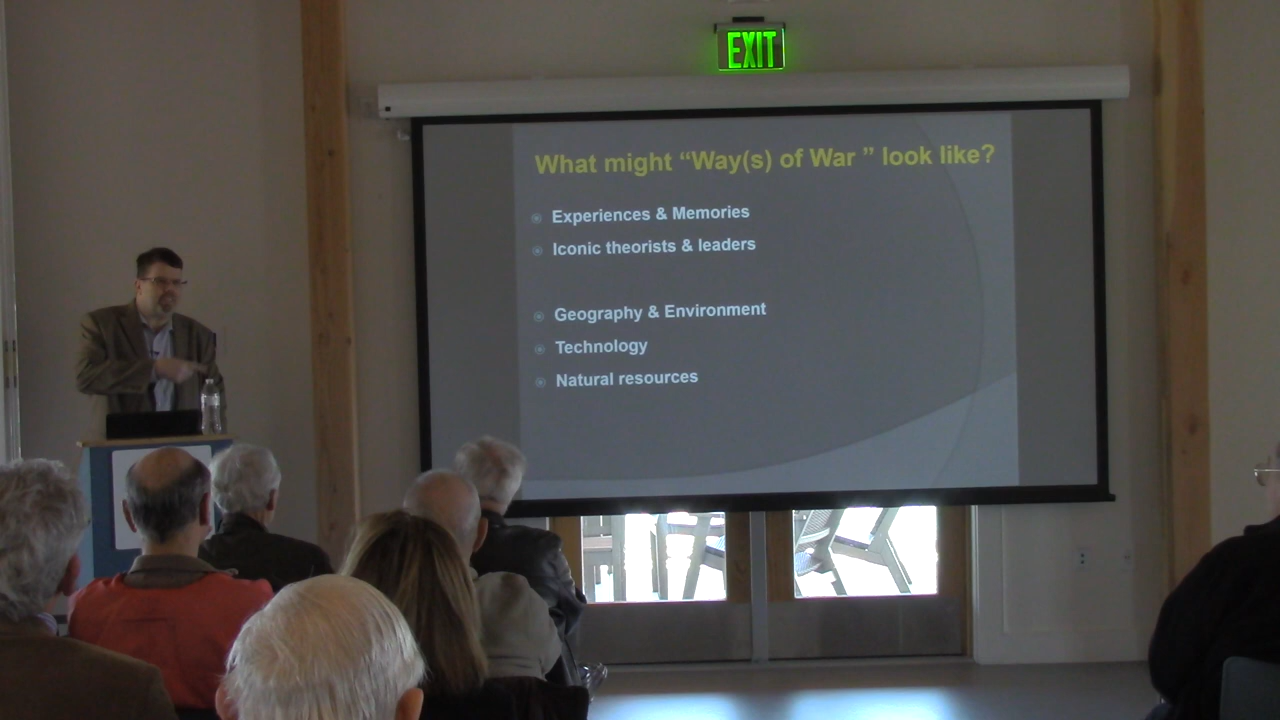 EXIT
What might “Way(s) of War ” look like?
Experiences & Memories
Iconic theorists & leaders
Geography & Environment
Technology
Natural resources